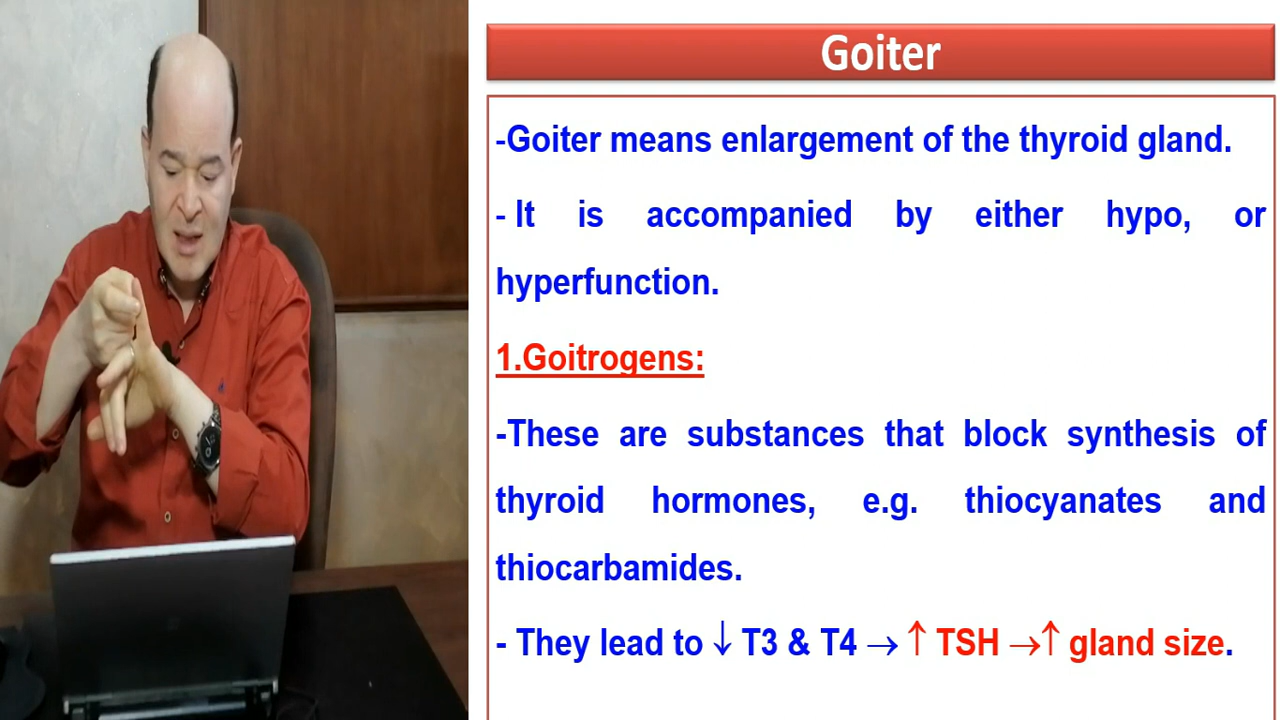 Goiter
-Goiter means enlargement of the thyroid gland.
- It is accompanied by either hypo, or
hyperfunction.
1.Goitrogens:
-These are substances that block synthesis of
thyroid hormones, e.g. thiocyanates and
thiocarbamides.
- They lead to ↓ T3 & T4 → ↑ TSH →↑ gland size.